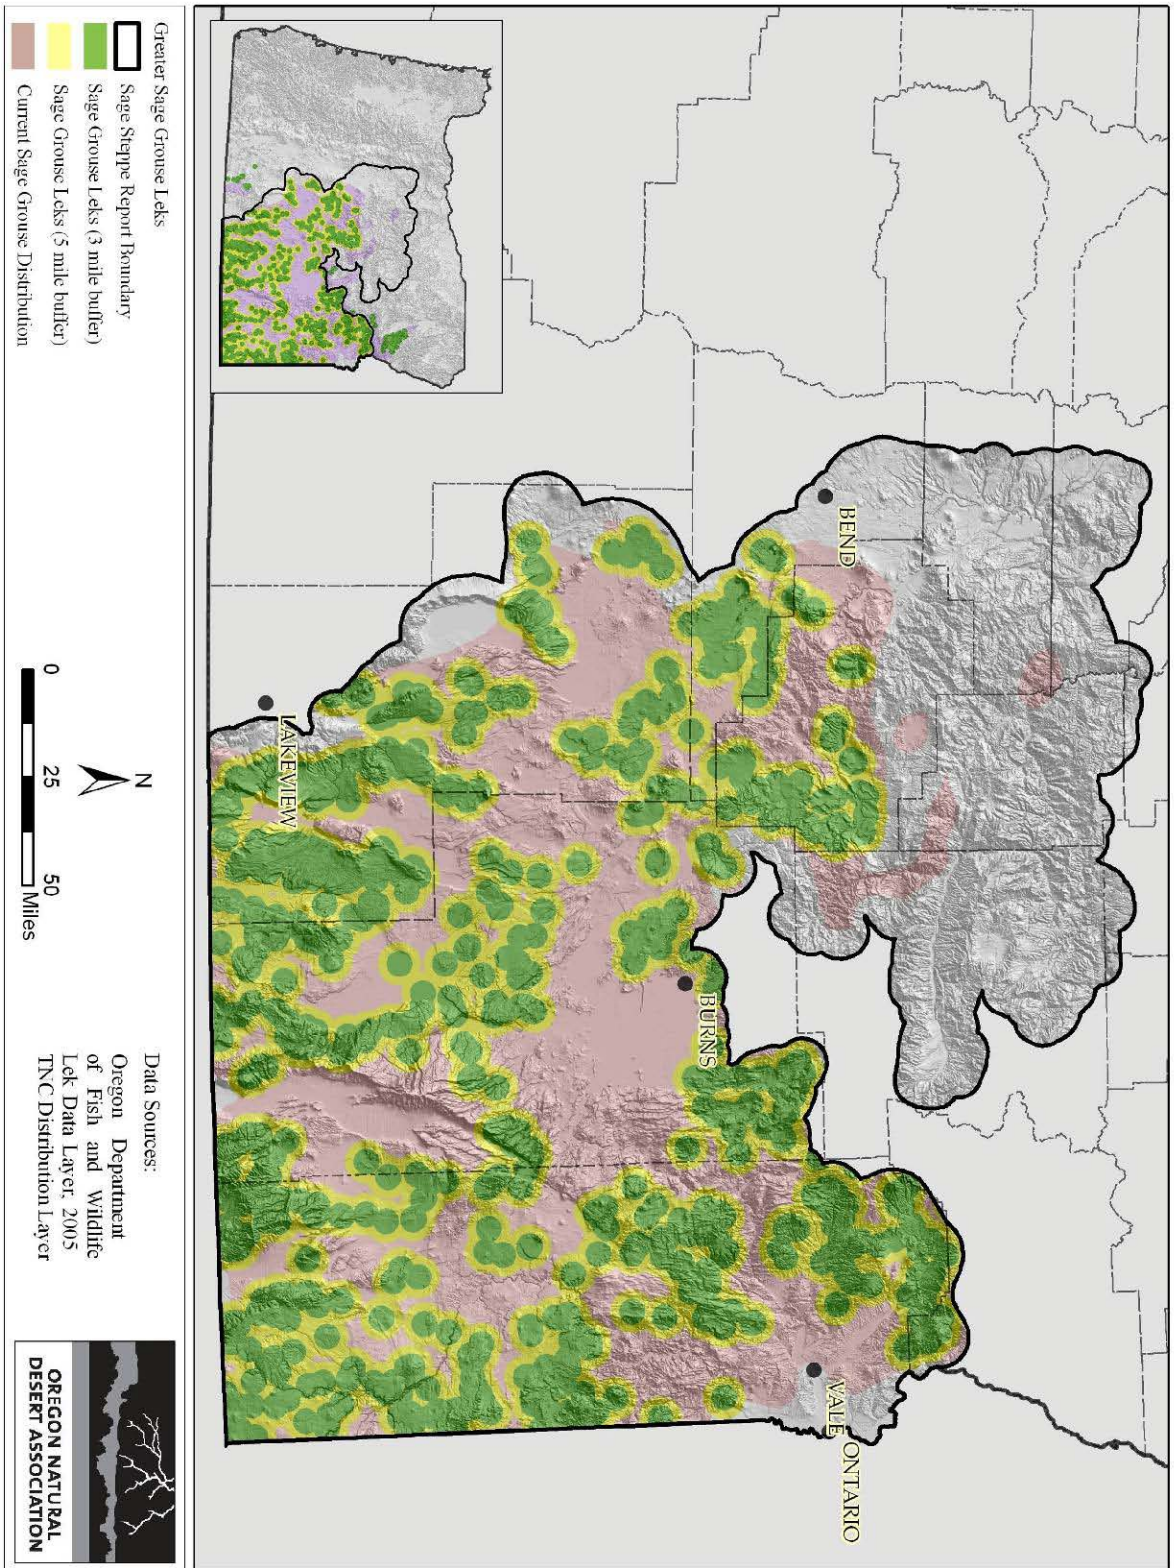 BEND
BURNS
VALE
ONTARIO
LAKEVIEW
Greater Sage Grouse Leks
Sage Steppe Report Boundary
Sage Grouse Leks (3 mile buffer)
Sage Grouse Leks (5 mile buffer)
Current Sage Grouse Distribution
N
0 25 50
Miles
Data Sources:
Oregon Department
of Fish and Wildlife
Lek Data Layer, 2005
TNC Distribution Layer
OREGON NATURAL
DESERT ASSOCIATION